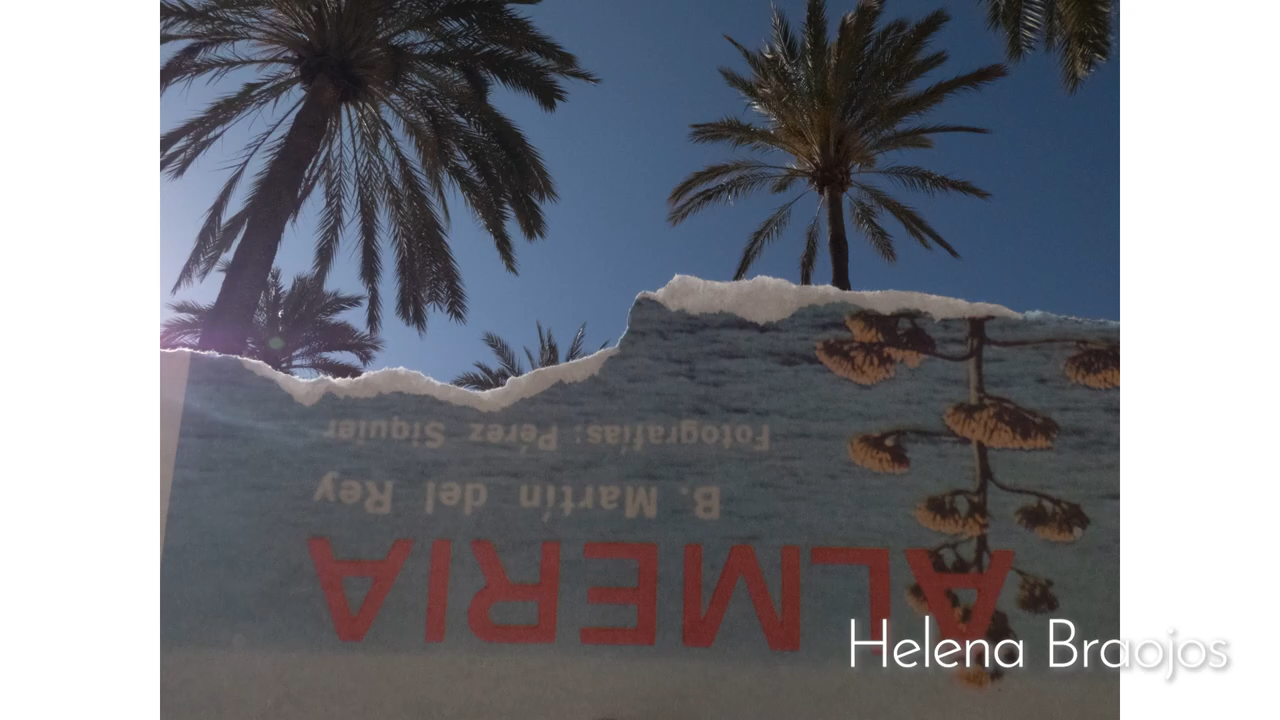 Fotografías: Pérez Siquier
B. Martín del Rey
ALMERIA
Helena Braojos